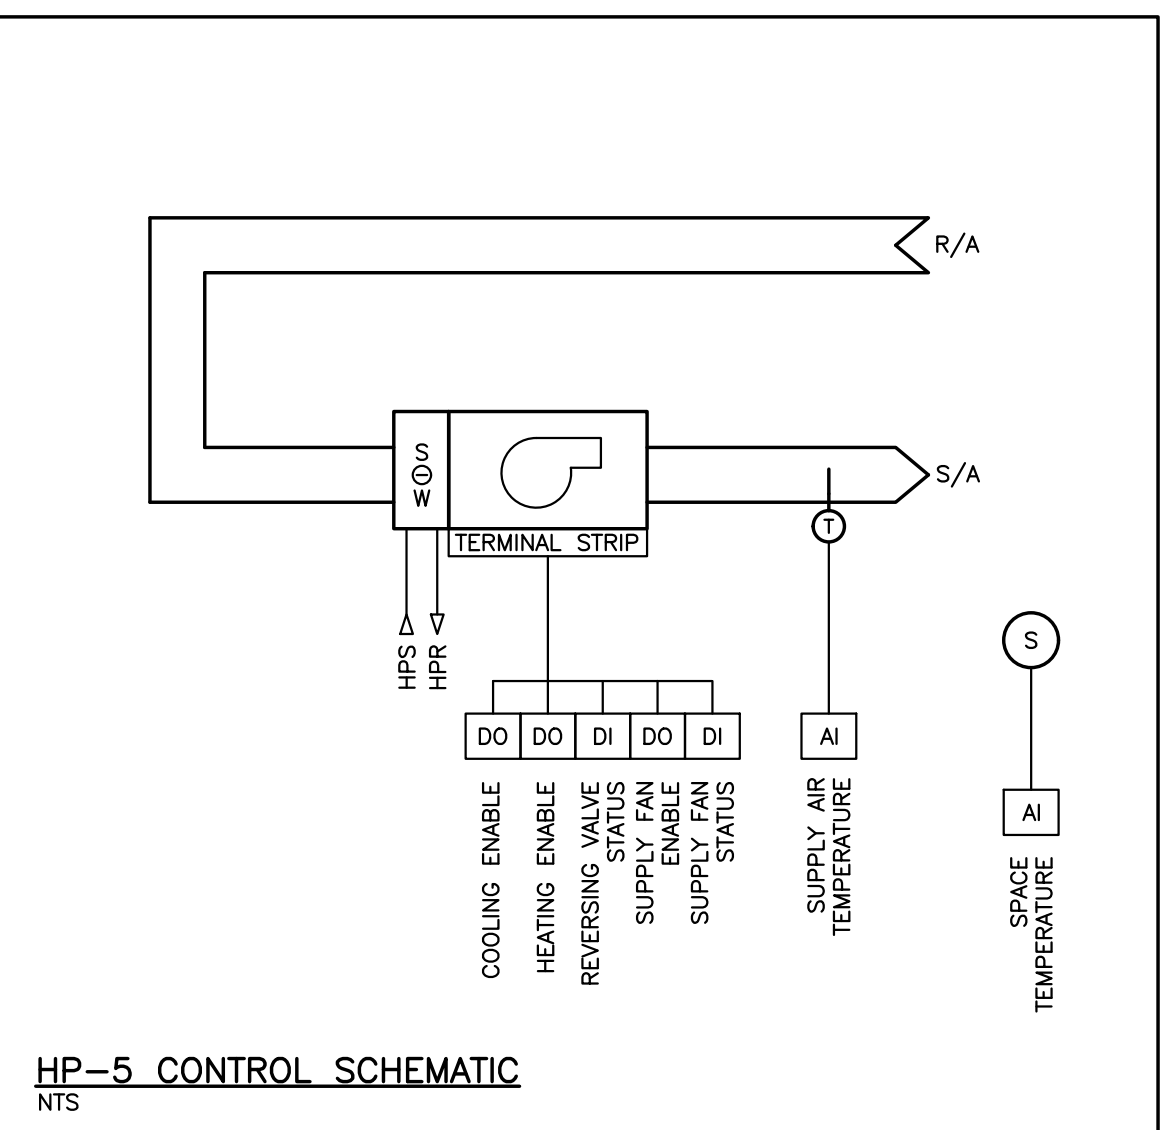 R/A
S
W
S/A
TERMINAL STRIP
T
HPS
HPR
S
DO
DO
DI
DO
DI
AI
AI
COOLING ENABLE
HEATING ENABLE
REVERSING VALVE
STATUS
SUPPLY FAN
ENABLE
SUPPLY FAN
STATUS
SUPPLY AIR
TEMPERATURE
SPACE
TEMPERATURE
HP-5 CONTROL SCHEMATIC
NTS